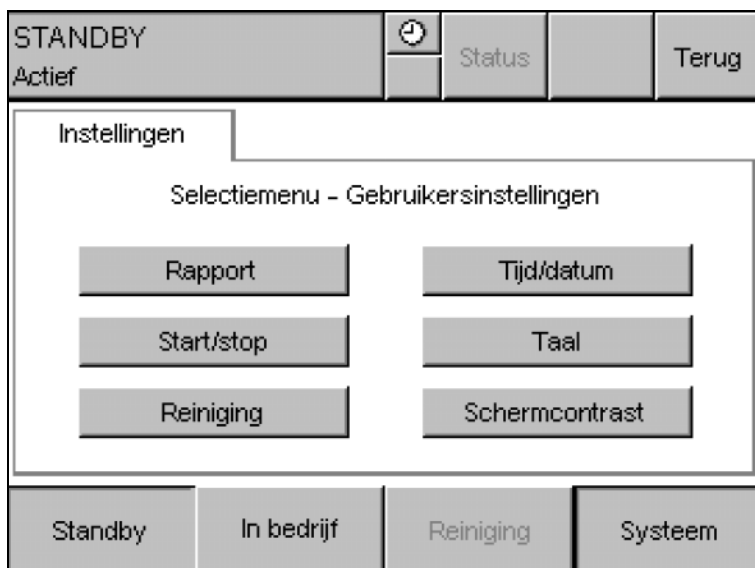 STANDBY
Actief
Status
Terug
Instellingen
Selectiemenu - Gebruikersinstellingen
Rapport
Tijd/datum
Start/stop
Taal
Reiniging
Schermcontrast
Standby
In bedrijf
Reiniging
Systeem